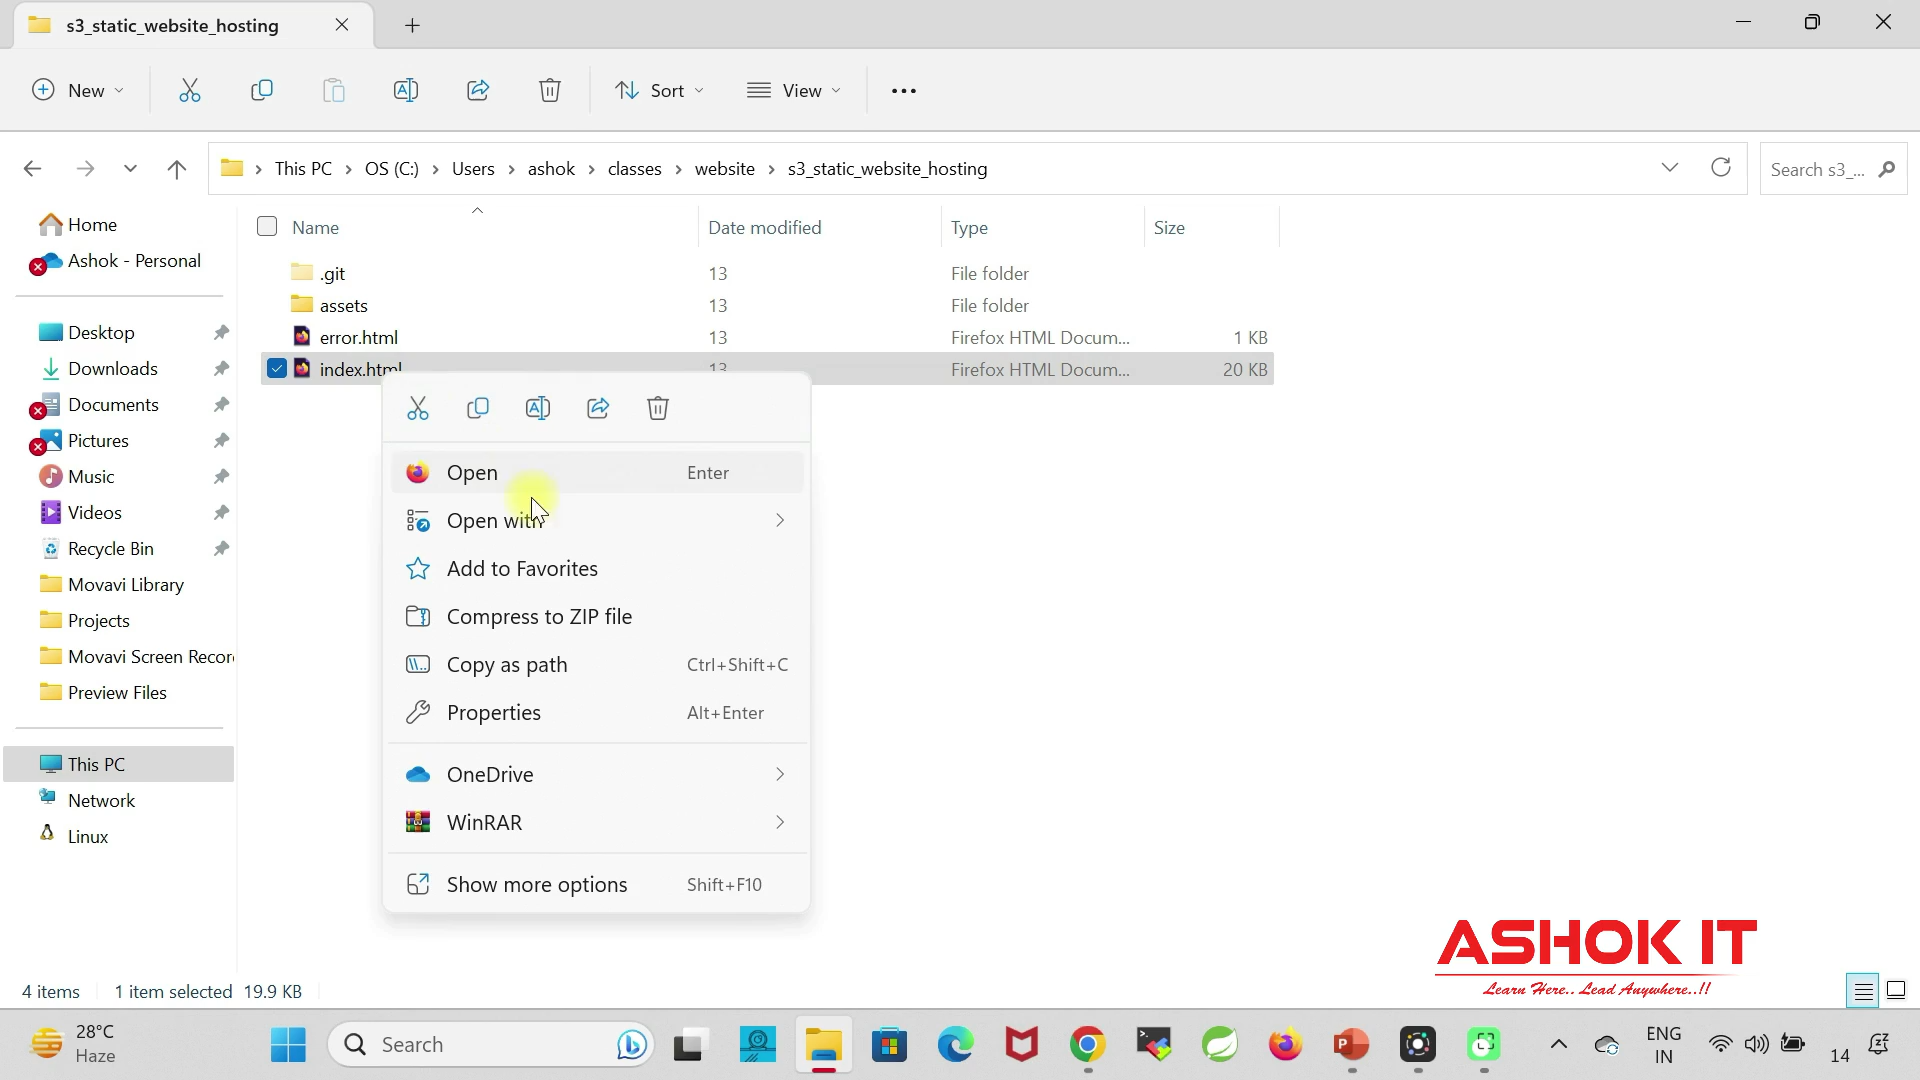 s3_static_website_hosting
New
Sort
View
This PC > OS (C:) > Users > ashok > classes > website > s3_static_website_hosting
Search s3_...
Home
Ashok - Personal
Desktop
Downloads
Documents
Pictures
Music
Videos
Recycle Bin
Movavi Library
Projects
Movavi Screen Recor
Preview Files
This PC
Network
Linux
Name Date modified Type Size
.git 13 File folder
assets 13 File folder
error.html 13 Firefox HTML Docum... 1 KB
index.html 13 Firefox HTML Docum... 20 KB
Open Enter
Open with
Add to Favorites
Compress to ZIP file
Copy as path Ctrl+Shift+C
Properties Alt+Enter
OneDrive
WinRAR
Show more options Shift+F10
ASHOK IT
Learn Here.. Lead Anywhere..!!
4 items 1 item selected 19.9 KB
28°C
Haze
Search
ENG
IN
14